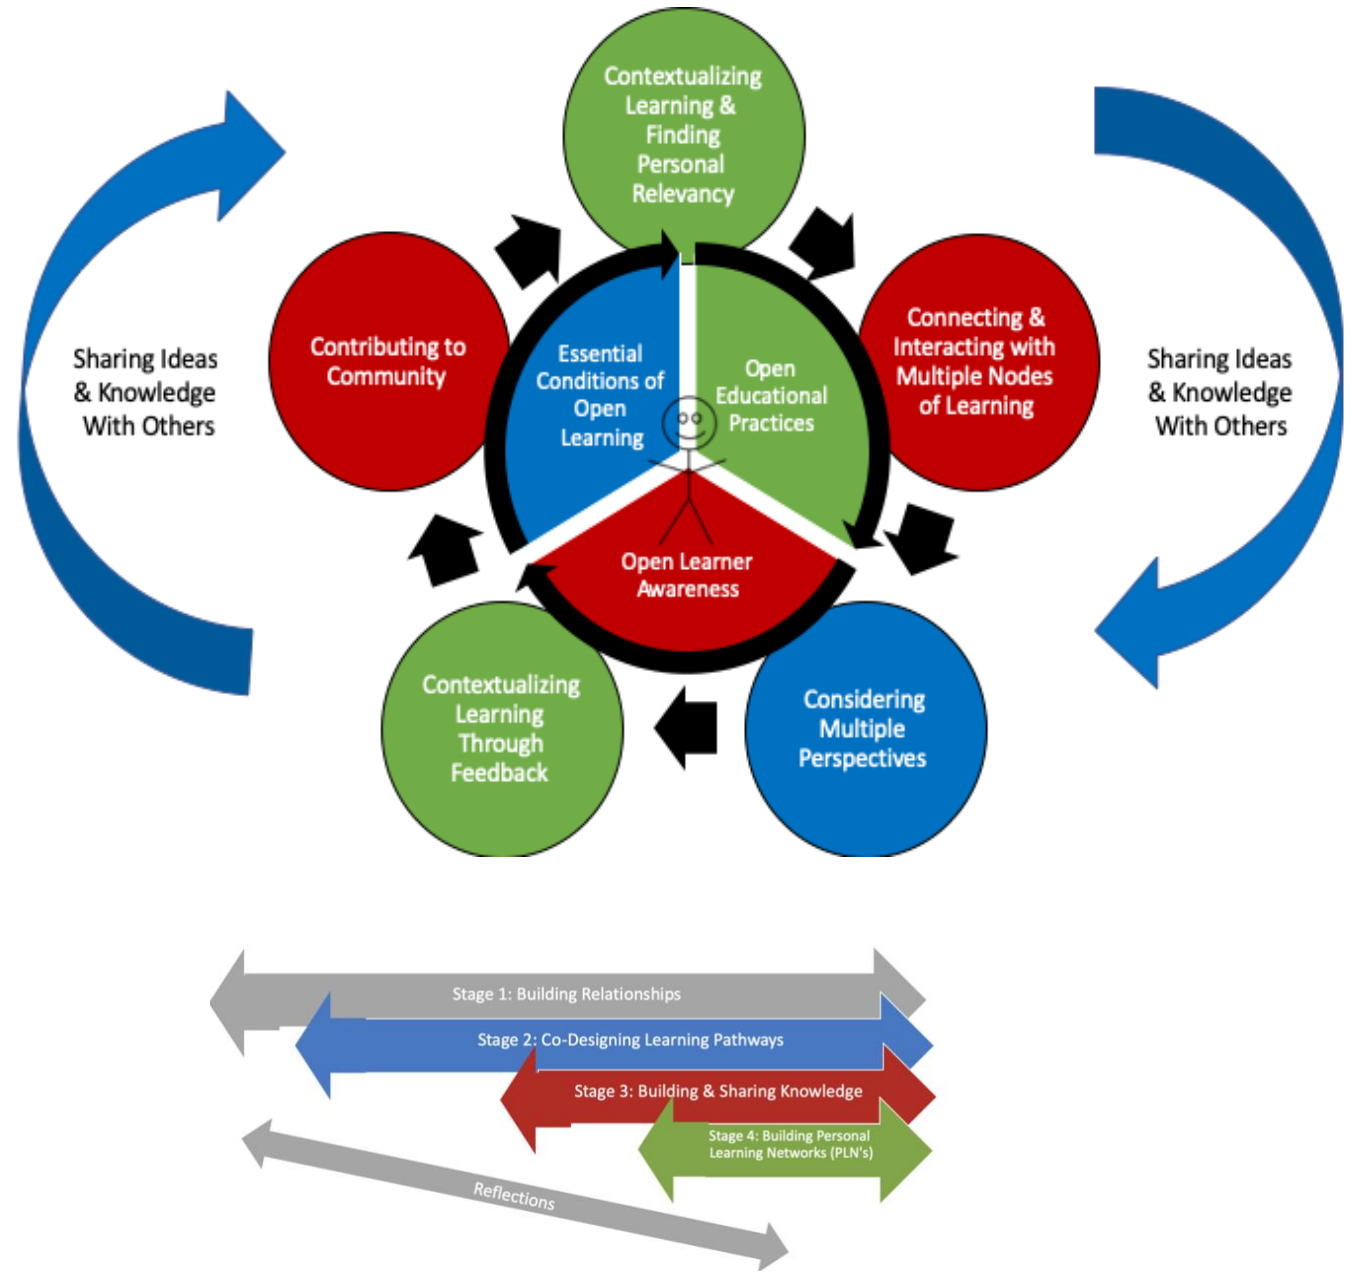 Contextualizing
Learning &
Finding
Personal
Relevancy
Contributing to
Community
Connecting &
Interacting with
Multiple Nodes
of Learning
Sharing Ideas
& Knowledge
With Others
Essential
Conditions of
Open
Learning
Open
Educational
Practices
Sharing Ideas
& Knowledge
With Others
Open Learner
Awareness
Contextualizing
Learning
Through
Feedback
Considering
Multiple
Perspectives
Stage 1: Building Relationships
Stage 2: Co-Designing Learning Pathways
Stage 3: Building & Sharing Knowledge
Stage 4: Building Personal
Learning Networks (PLN's)
Reflections